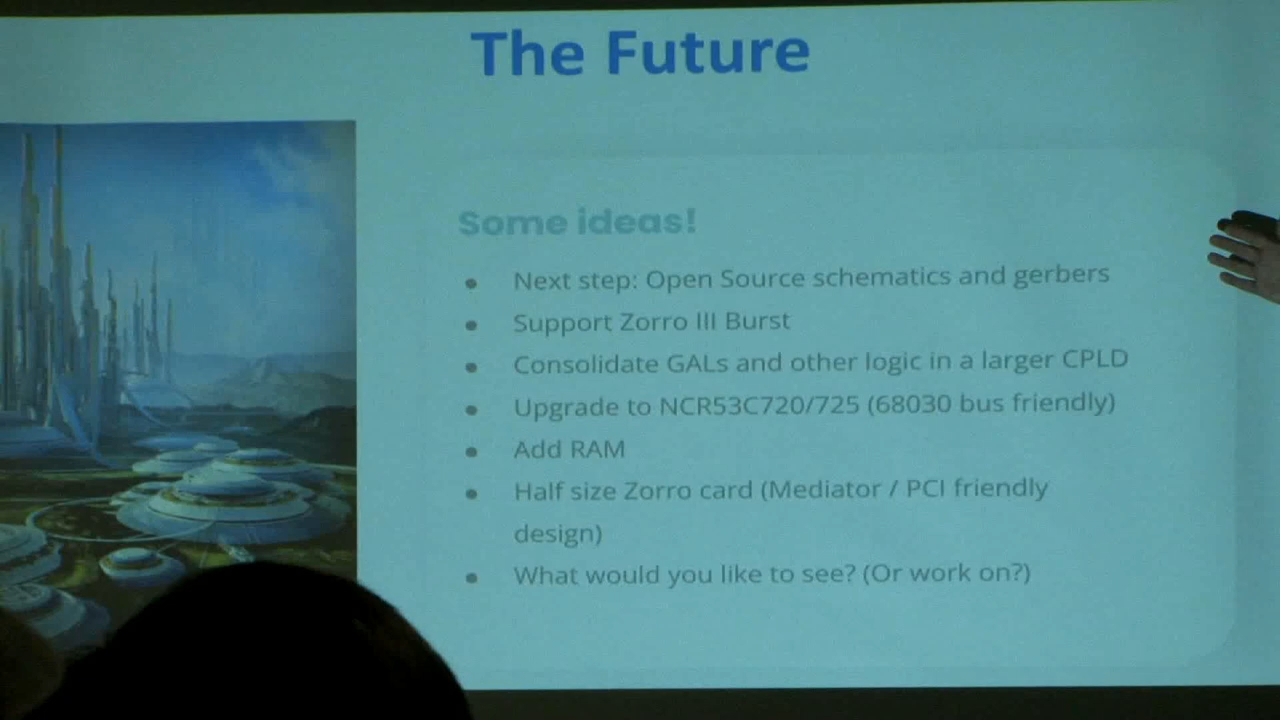 The Future
Some ideas!
Next step: Open Source schematics and gerbers
Support Zorro III Burst
Consolidate GALs and other logic in a larger CPLD
Upgrade to NCR53C720/725 (68030 bus friendly)
Add RAM
Half size Zorro card (Mediator / PCI friendly
design)
What would you like to see? (Or work on?)